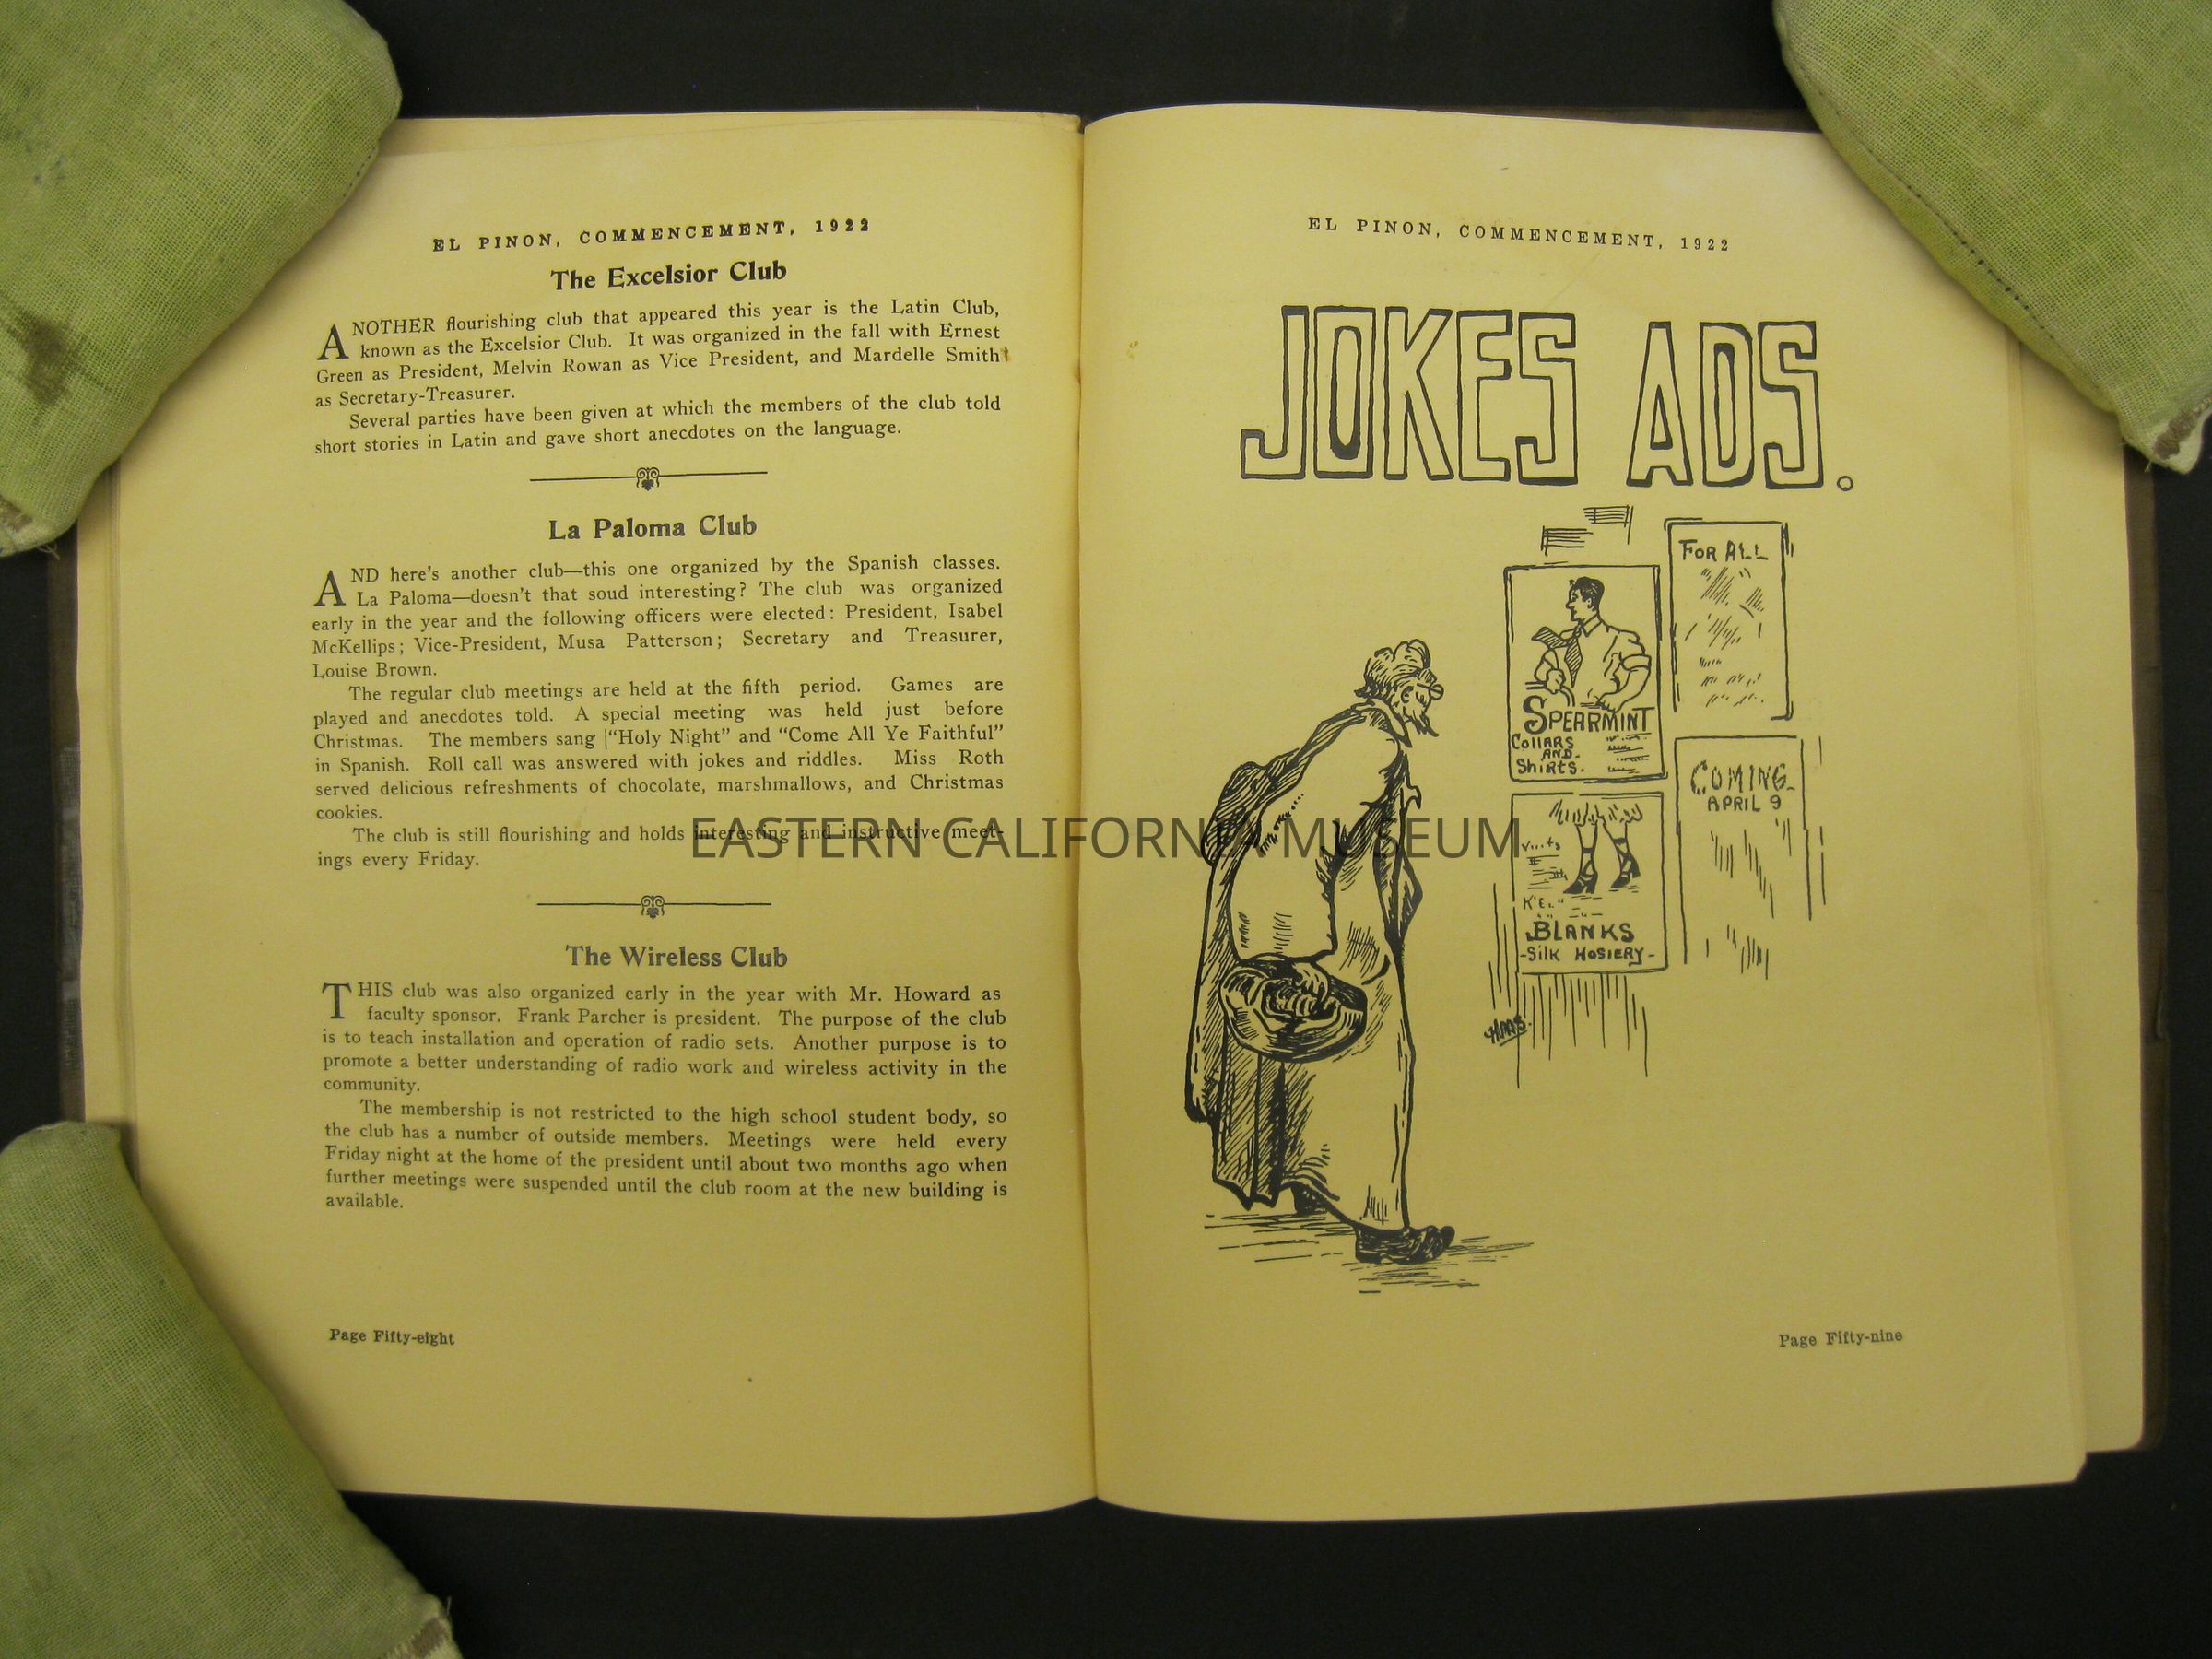 EL PINON, COMMENCEMENT, 1922
The Excelsior Club
ANOTHER flourishing club that appeared this year is the Latin Club,
known as the Excelsior Club. It was organized in the fall with Ernest
Green as President, Melvin Rowan as Vice President, and Mardelle Smith
as Secretary-Treasurer.
Several parties have been given at which the members of the club told
short stories in Latin and gave short anecdotes on the language.
La Paloma Club
AND here's another club—this one organized by the Spanish classes.
La Paloma—doesn't that soud interesting? The club was organized
early in the year and the following officers were elected: President, Isabel
McKellips; Vice-President, Musa Patterson; Secretary and Treasurer,
Louise Brown.
The regular club meetings are held at the fifth period. Games are
played and anecdotes told. A special meeting was held just before
Christmas. The members sang |"Holy Night" and "Come All Ye Faithful"
in Spanish. Roll call was answered with jokes and riddles. Miss Roth
served delicious refreshments of chocolate, marshmallows, and Christmas
cookies.
The club is still flourishing and holds interesting and instructive meet-
ings every Friday.
The Wireless Club
THIS club was also organized early in the year with Mr. Howard as
faculty sponsor. Frank Parcher is president. The purpose of the club
is to teach installation and operation of radio sets. Another purpose is to
promote a better understanding of radio work and wireless activity in the
community.
The membership is not restricted to the high school student body, so
the club has a number of outside members. Meetings were held every
Friday night at the home of the president until about two months ago when
further meetings were suspended until the club room at the new building is
available.
Page Fifty-eight
EL PINON, COMMENCEMENT, 1922
JOKES ADS.
FOR ALL
SPEARMINT
COLLARS
AND
SHIRTS.
COMING
APRIL 9
BLANKS
-SILK HOSIERY-
Page Fifty-nine
EASTERN CALIFORNIA MUSEUM